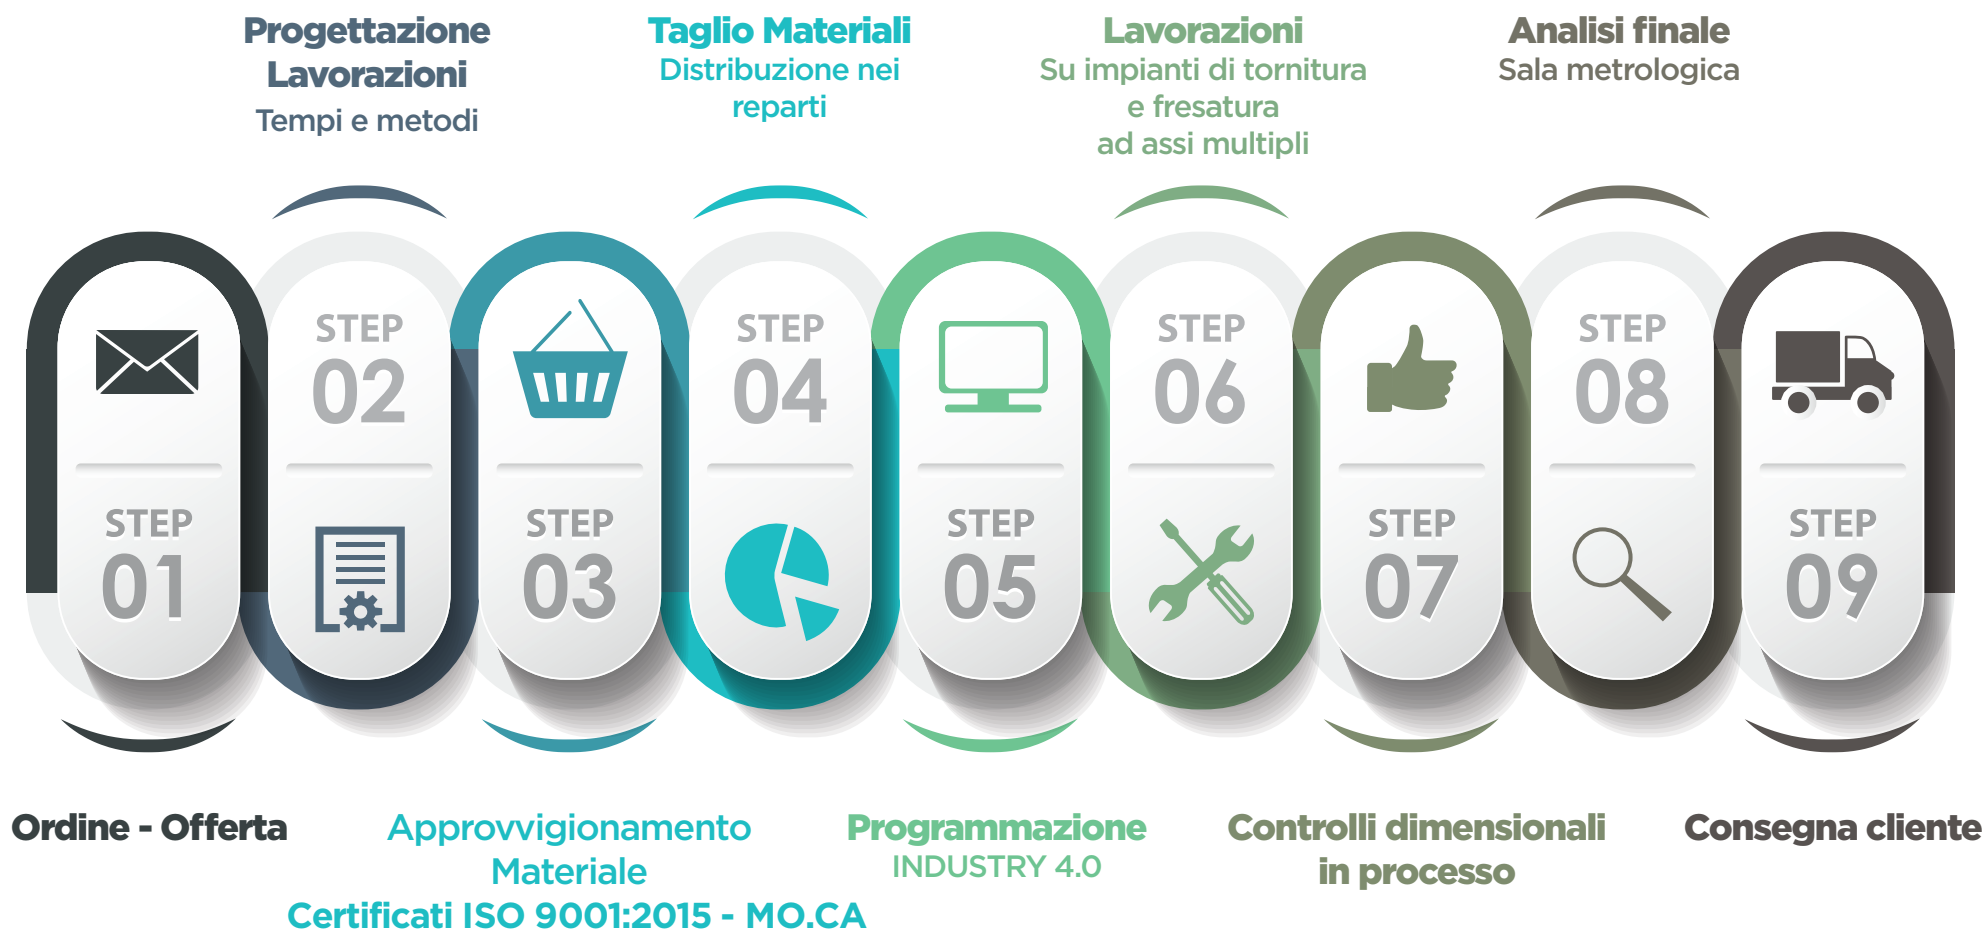 Progettazione
Lavorazioni
Tempi e metodi
Taglio Materiali
Distribuzione nei
reparti
Lavorazioni
Su impianti di tornitura
e fresatura
ad assi multipli
Analisi finale
Sala metrologica
STEP
01
STEP
02
STEP
03
STEP
04
STEP
05
STEP
06
STEP
07
STEP
08
STEP
09
Ordine - Offerta
Approvvigionamento
Materiale
Certificati ISO 9001:2015 - MO.CA
Programmazione
INDUSTRY 4.0
Controlli dimensionali
in processo
Consegna cliente